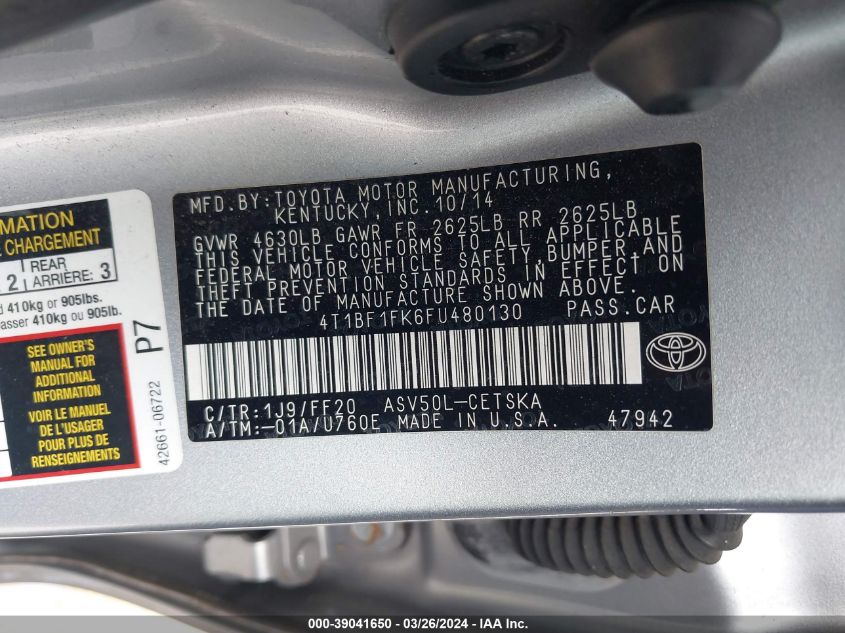 MFD.BY:TOYOTA MOTOR MANUFACTURING,
KENTUCKY, INC. 10/14
GVWR 4630LB GAWR FR 2625LB RR 2625LB
THIS VEHICLE CONFORMS TO ALL APPLICABLE
FEDERAL MOTOR VEHICLE SAFETY,BUMPER,AND
THEFT PREVENTION STANDARDS IN EFFECT ON
THE DATE OF MANUFACTURE SHOWN ABOVE.
4T1BF1FK6FU480130 PASS.CAR
C/TR:1J9/FF20 ASV50L-CETSKA
A/TM:-01A/U760E MADE IN U.S.A. 47942
CHARGEMENT
2 REAR
ARRIÈRE: 3
410kg or 905lbs.
410 kg ou 905lb.
SEE OWNER'S
MANUAL FOR
ADDITIONAL
INFORMATION
VOIR LE MANUEL
DE L'USAGER
POUR PLUS DE
RENSEIGNEMENTS
P7
42661-06722
000-39041650 - 03/26/2024 - IAA Inc.